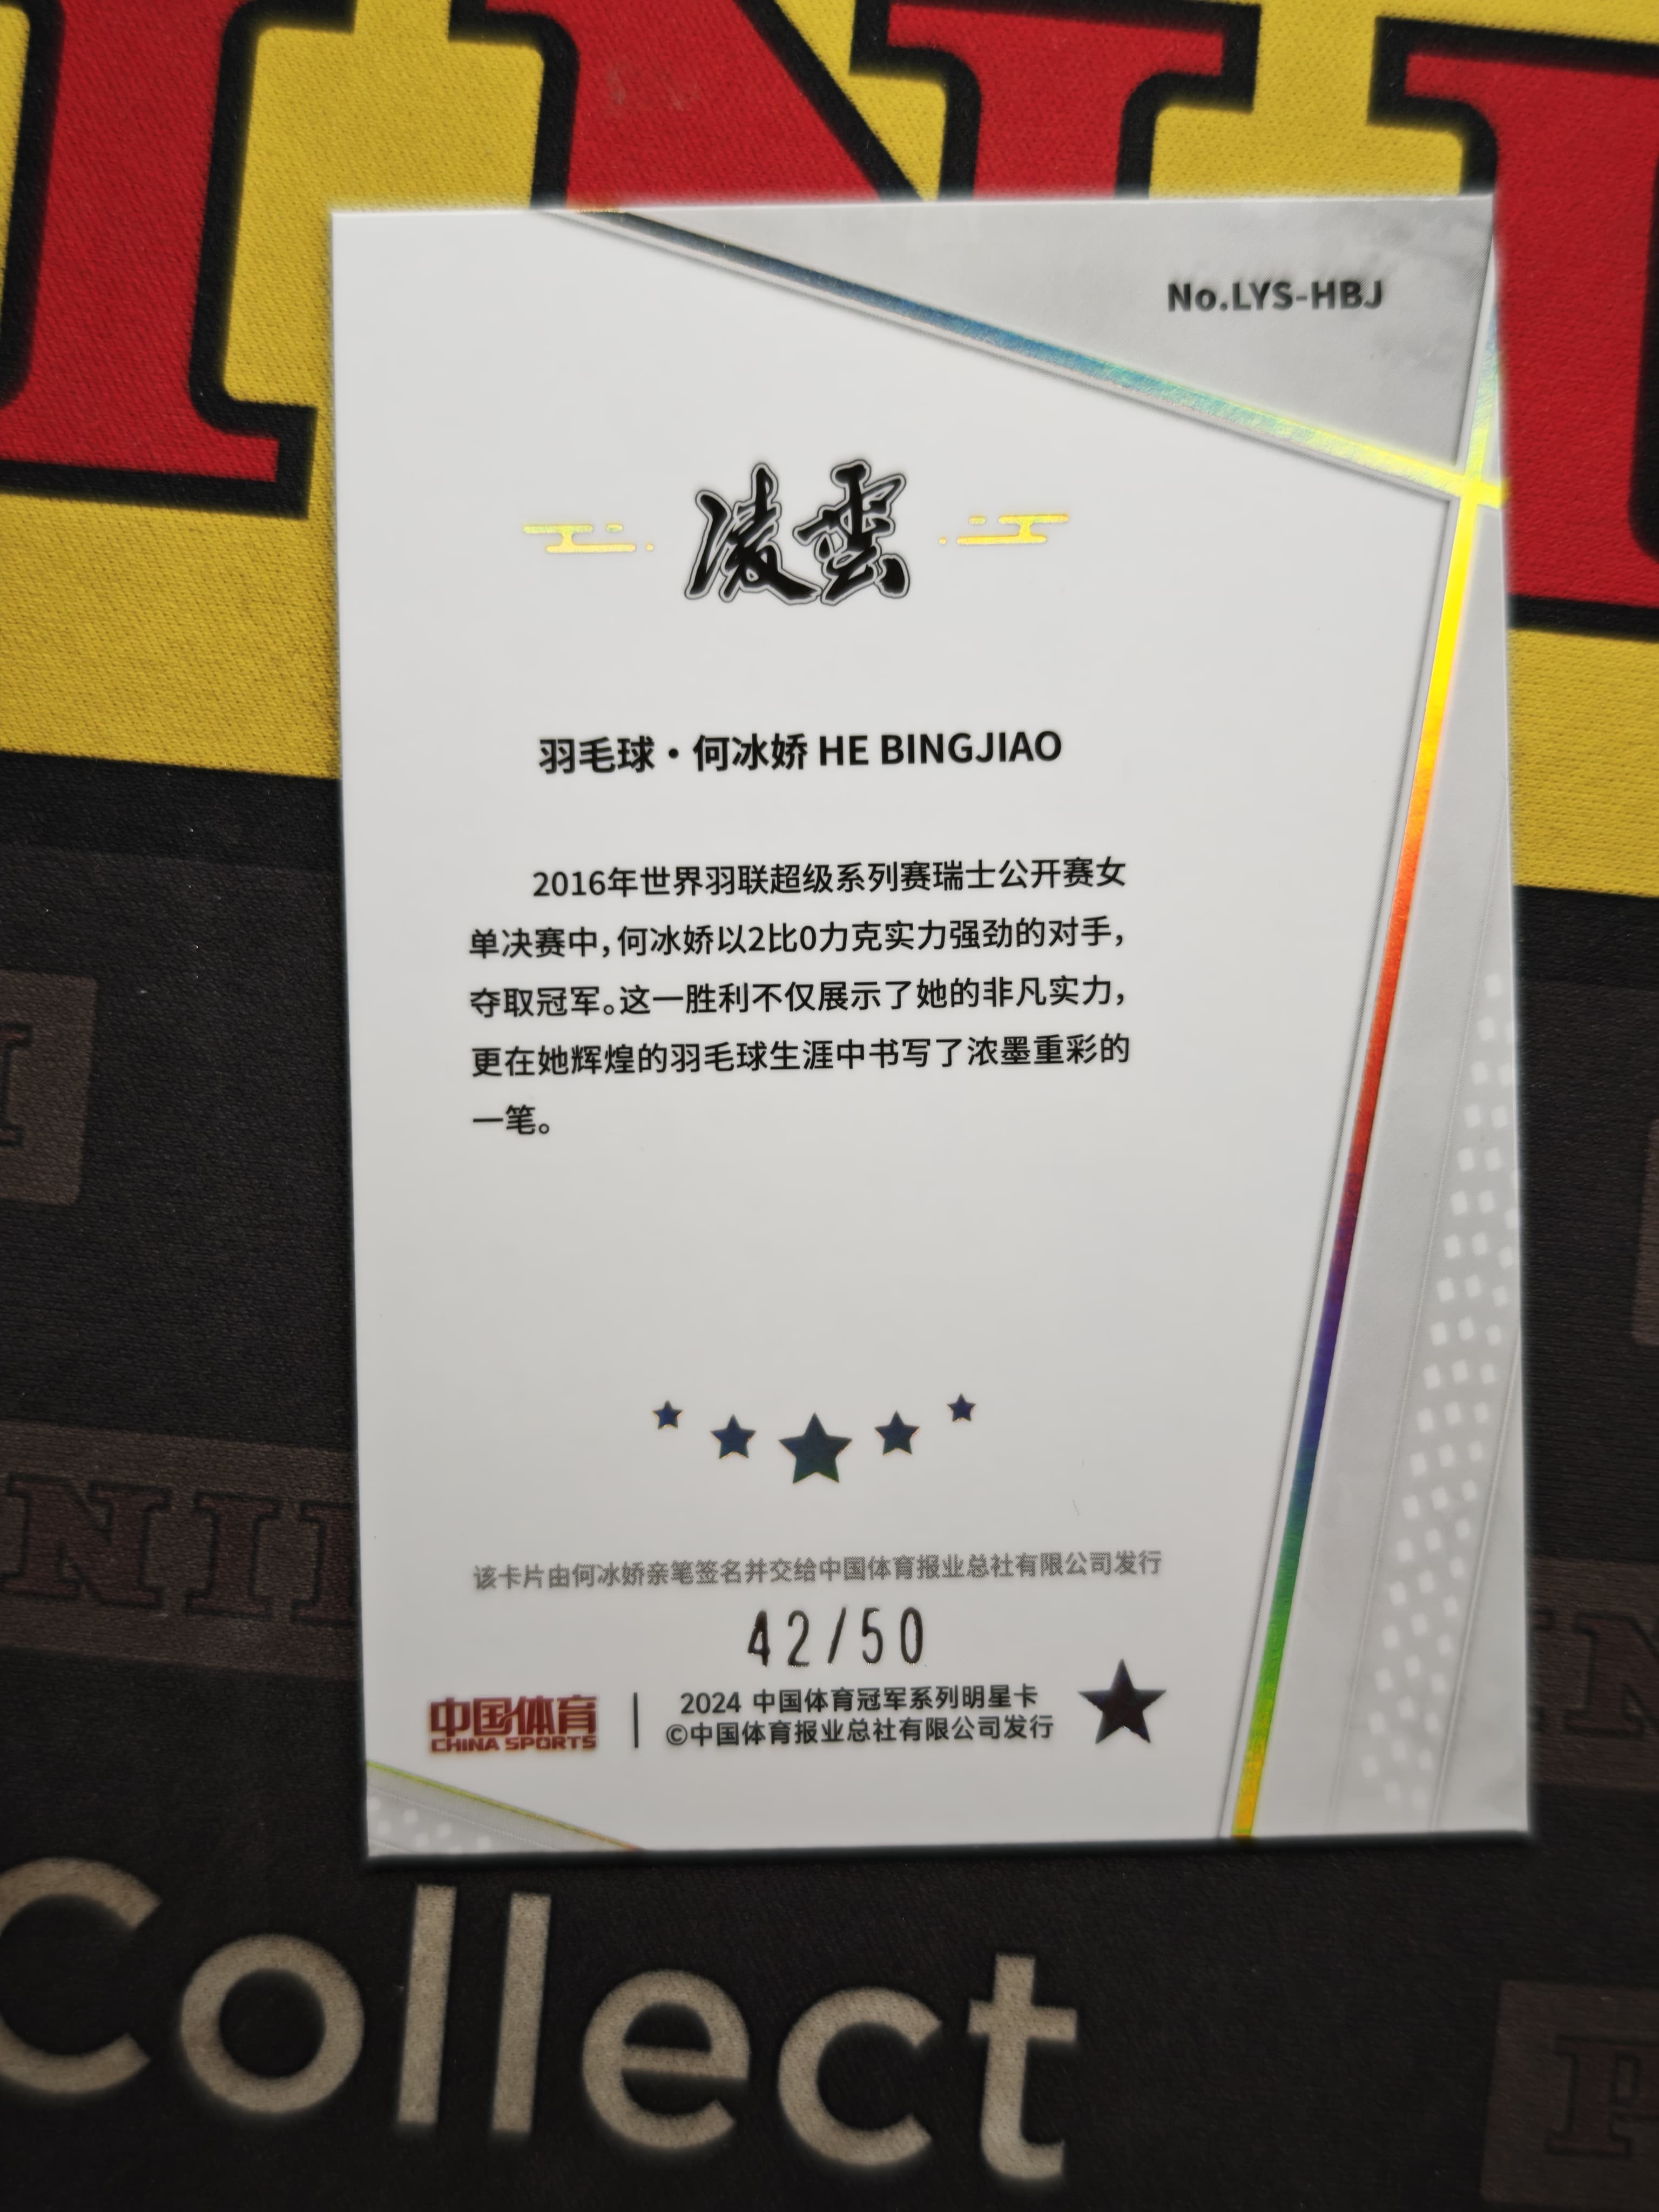 No.LYS-HBJ
凌雲
羽毛球·何冰娇 HE BINGJIAO
2016年世界羽联超级系列赛瑞士公开赛女
单决赛中，何冰娇以2比0力克实力强劲的对手，
夺取冠军。这一胜利不仅展示了她的非凡实力，
更在她辉煌的羽毛球生涯中书写了浓墨重彩的
一笔。
该卡片由何冰娇亲笔签名并交给中国体育报业总社有限公司发行
42/50
中国体育
CHINA SPORTS
2024 中国体育冠军系列明星卡
©中国体育报业总社有限公司发行
Collect